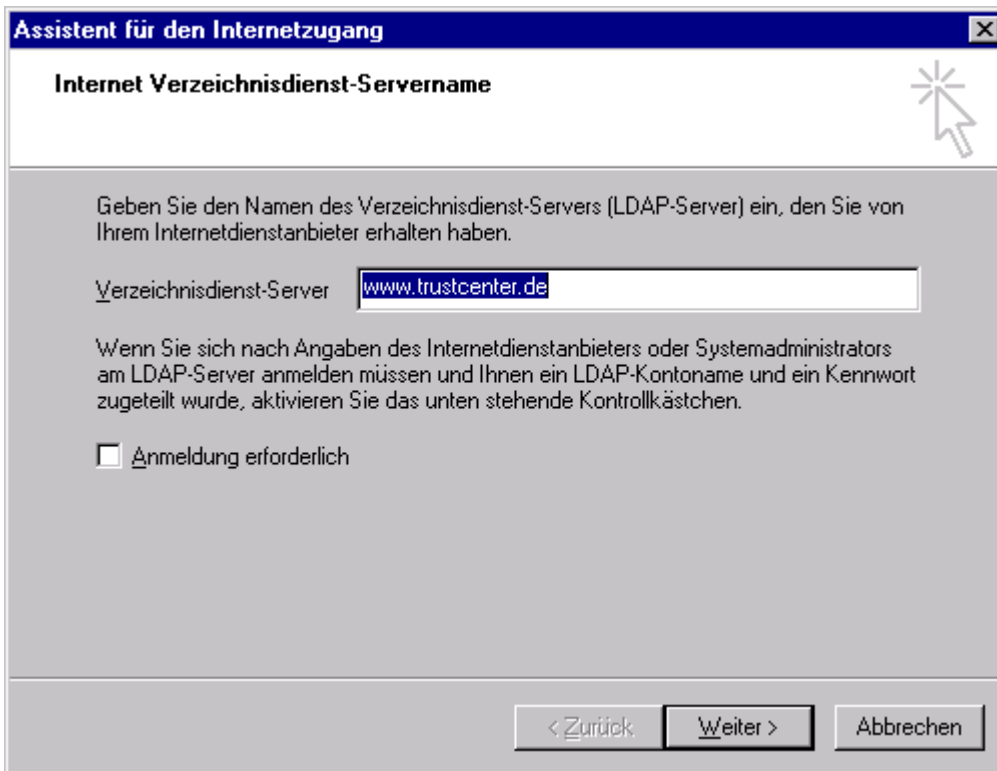 Assistent für den Internetzugang
Internet Verzeichnisdienst-Servername
Geben Sie den Namen des Verzeichnisdienst-Servers (LDAP-Server) ein, den Sie von
Ihrem Internetdienstanbieter erhalten haben.
Verzeichnisdienst-Server www.trustcenter.de
Wenn Sie sich nach Angaben des Internetdienstanbieters oder Systemadministrators
am LDAP-Server anmelden müssen und Ihnen ein LDAP-Kontoname und ein Kennwort
zugeteilt wurde, aktivieren Sie das unten stehende Kontrollkästchen.
Anmeldung erforderlich
< Zurück Weiter > Abbrechen